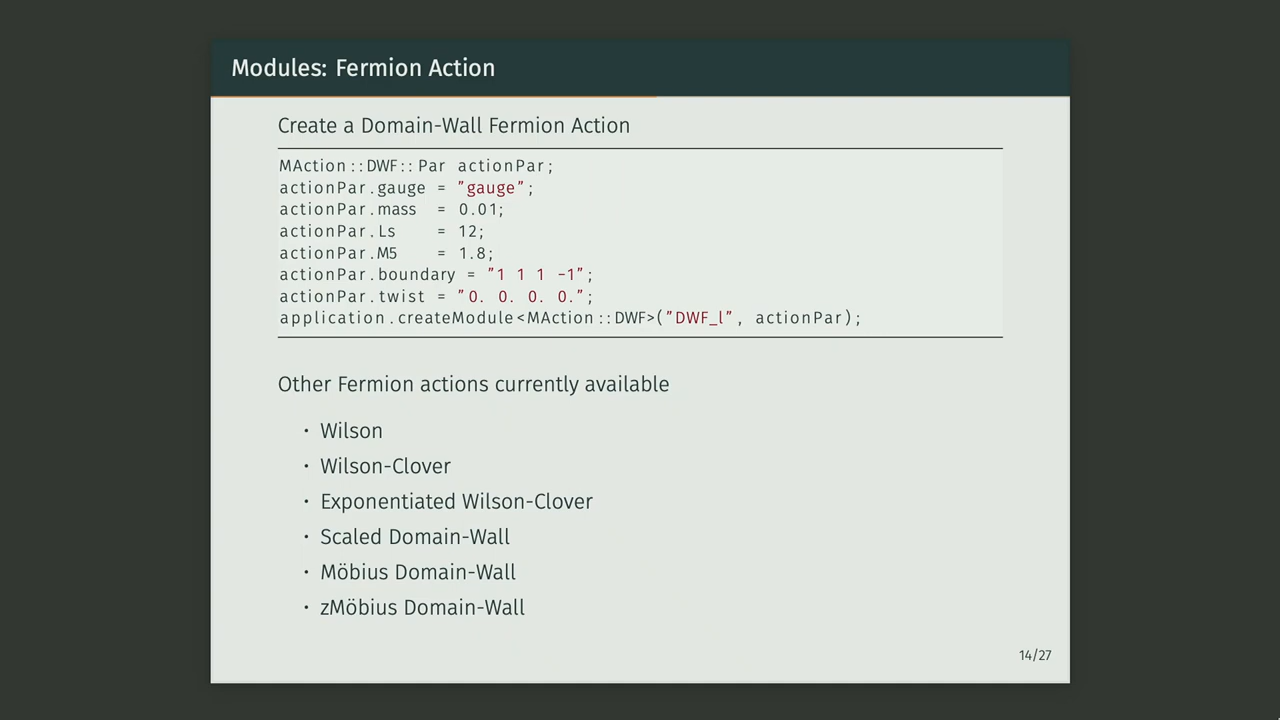 Modules: Fermion Action
Create a Domain-Wall Fermion Action
MAction::DWF::Par actionPar;
actionPar.gauge = "gauge";
actionPar.mass  = 0.01;
actionPar.Ls    = 12;
actionPar.M5    = 1.8;
actionPar.boundary = "1 1 1 -1";
actionPar.twist = "0. 0. 0. 0.";
application.createModule<MAction::DWF>("DWF_l", actionPar);
Other Fermion actions currently available
• Wilson
• Wilson-Clover
• Exponentiated Wilson-Clover
• Scaled Domain-Wall
• Möbius Domain-Wall
• zMöbius Domain-Wall
14/27